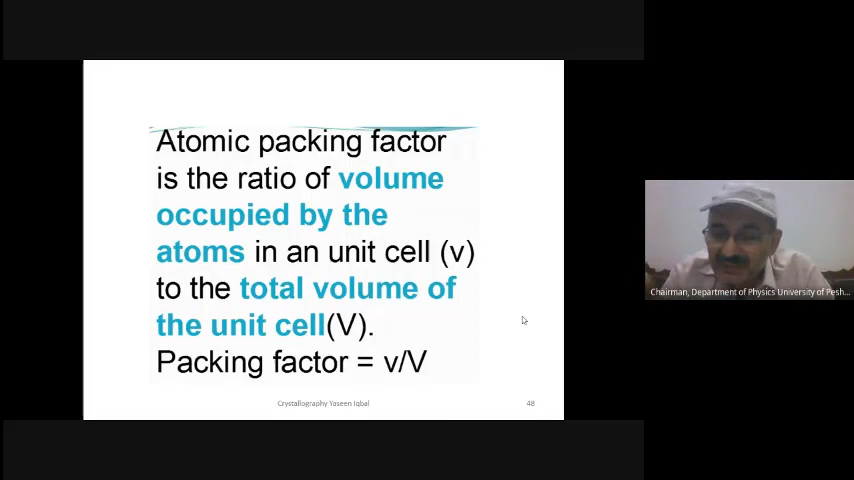 Atomic packing factor
is the ratio of volume
occupied by the
atoms in an unit cell (v)
to the total volume of
the unit cell(V).
Packing factor = v/V
Crystallography Yaseen Iqbal
48
Chairman, Department of Physics University of Pesh...